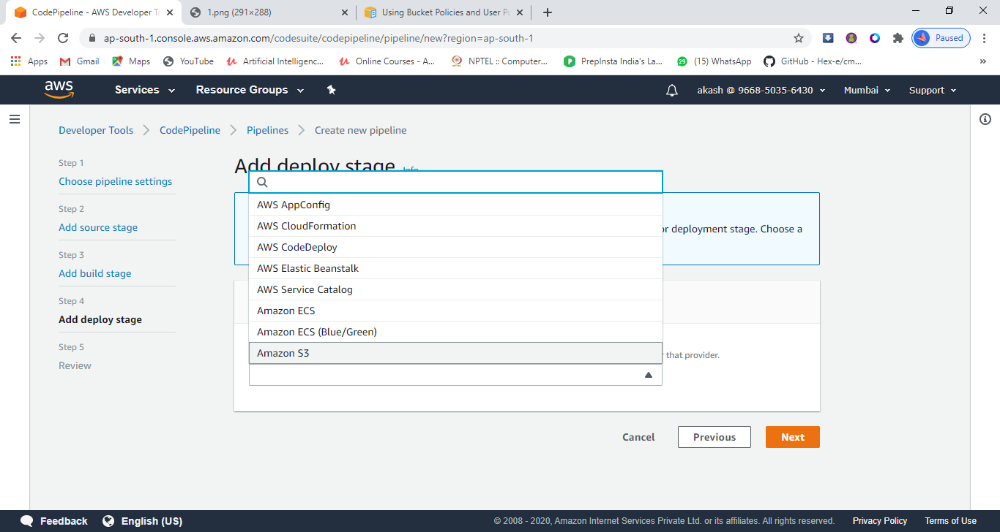 CodePipeline - AWS Developer To
1.png (291×288)
Using Bucket Policies and User Po
ap-south-1.console.aws.amazon.com/codesuite/codepipeline/pipeline/new?region=ap-south-1
Paused
Apps
Gmail
Maps
YouTube
Artificial Intelligenc...
Online Courses - A...
NPTEL :: Computer...
PrepInsta India's La...
(15) WhatsApp
GitHub - Hex-e/cm...
aws
Services
Resource Groups
akash @ 9668-5035-6430
Mumbai
Support
Developer Tools
CodePipeline
Pipelines
Create new pipeline
Step 1
Choose pipeline settings
Step 2
Add source stage
Step 3
Add build stage
Step 4
Add deploy stage
Step 5
Review
Add deploy stage Info
or deployment stage. Choose a
AWS AppConfig
AWS CloudFormation
AWS CodeDeploy
AWS Elastic Beanstalk
AWS Service Catalog
Amazon ECS
Amazon ECS (Blue/Green)
Amazon S3
that provider.
Cancel
Previous
Next
Feedback
English (US)
© 2008 - 2020, Amazon Internet Services Private Ltd. or its affiliates. All rights reserved.
Privacy Policy
Terms of Use